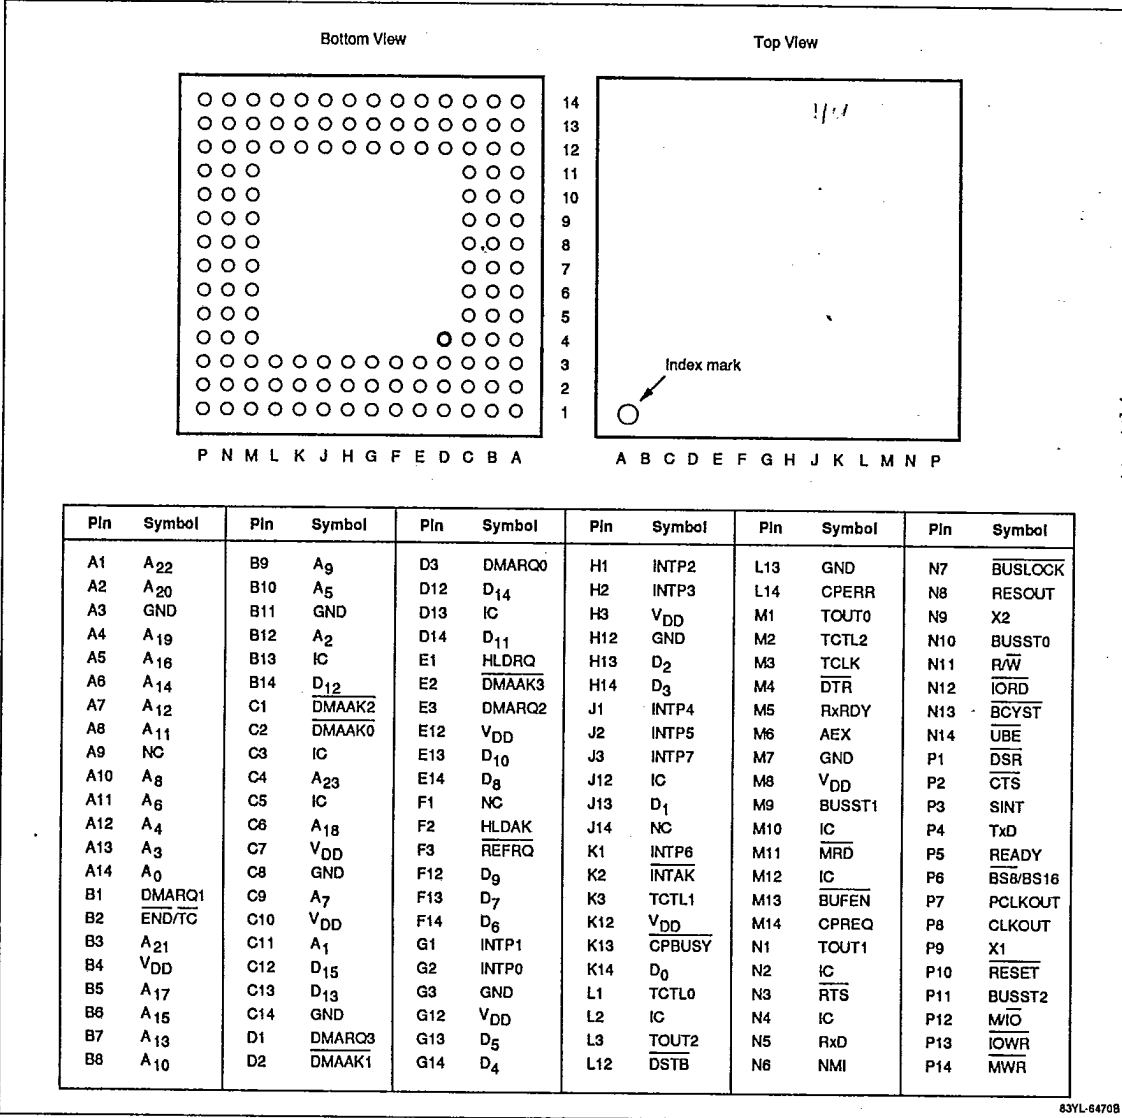 Bottom View
Top View
14
13
12
11
10
9
8
7
6
5
4
3
2
1
Index mark
P N M L K J H G F E D C B A
A B C D E F G H J K L M N P
Pin Symbol Pin Symbol Pin Symbol Pin Symbol Pin Symbol Pin Symbol
A1 A22 B9 A9 D3 DMARQ0 H1 INTP2 L13 GND N7 BUSLOCK
A2 A20 B10 A5 D12 D14 H2 INTP3 L14 CPERR N8 RESOUT
A3 GND B11 GND D13 IC H3 VDD M1 TOUT0 N9 X2
A4 A19 B12 A2 D14 D11 H12 GND M2 TCTL2 N10 BUSST0
A5 A16 B13 IC E1 HLDRQ H13 D2 M3 TCLK N11 R/W
A6 A14 B14 D12 E2 DMAAK3 H14 D3 M4 DTR N12 IORD
A7 A12 C1 DMAAK2 E3 DMARQ2 J1 INTP4 M5 RxRDY N13 BCYST
A8 A11 C2 DMAAK0 E12 VDD J2 INTP5 M6 AEX N14 UBE
A9 NC C3 IC E13 D10 J3 INTP7 M7 GND P1 DSR
A10 A8 C4 A23 E14 D8 J12 IC M8 VDD P2 CTS
A11 A6 C5 IC F1 NC J13 D1 M9 BUSST1 P3 SINT
A12 A4 C6 A18 F2 HLDAK J14 NC M10 IC P4 TxD
A13 A3 C7 VDD F3 REFRQ K1 INTP6 M11 MRD P5 READY
A14 A0 C8 GND F12 D9 K2 INTAK M12 IC P6 BS8/BS16
B1 DMARQ1 C9 A7 F13 D7 K3 TCTL1 M13 BUFEN P7 PCLKOUT
B2 END/TC C10 VDD F14 D6 K12 VDD M14 CPREQ P8 CLKOUT
B3 A21 C11 A1 G1 INTP1 K13 CPBUSY N1 TOUT1 P9 X1
B4 VDD C12 D15 G2 INTP0 K14 D0 N2 IC P10 RESET
B5 A17 C13 D13 G3 GND L1 TCTL0 N3 RTS P11 BUSST2
B6 A15 C14 GND G12 VDD L2 IC N4 IC P12 M/IO
B7 A13 D1 DMARQ3 G13 D5 L3 TOUT2 N5 RxD P13 IOWR
B8 A10 D2 DMAAK1 G14 D4 L12 DSTB N6 NMI P14 MWR
83YL-6470B